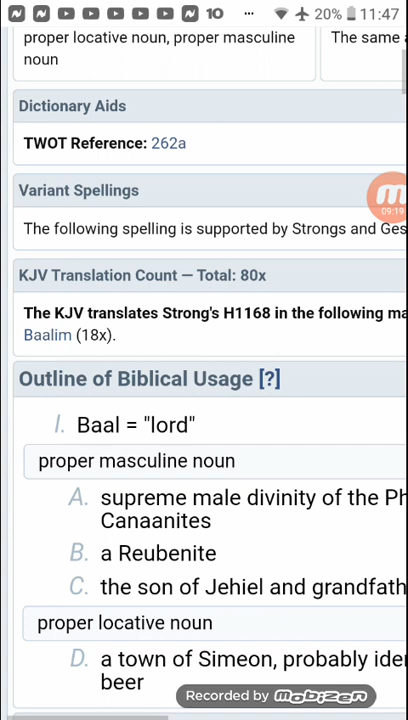 10 ... 20% 11:47
proper locative noun, proper masculine
noun
The same
Dictionary Aids
TWOT Reference: 262a
Variant Spellings
m
09:19
The following spelling is supported by Strongs and Ges
KJV Translation Count — Total: 80x
The KJV translates Strong's H1168 in the following ma
Baalim (18x).
Outline of Biblical Usage [?]
I. Baal = "lord"
proper masculine noun
A. supreme male divinity of the Ph
Canaanites
B. a Reubenite
C. the son of Jehiel and grandfath
proper locative noun
D. a town of Simeon, probably iden
beer
Recorded by mobizen